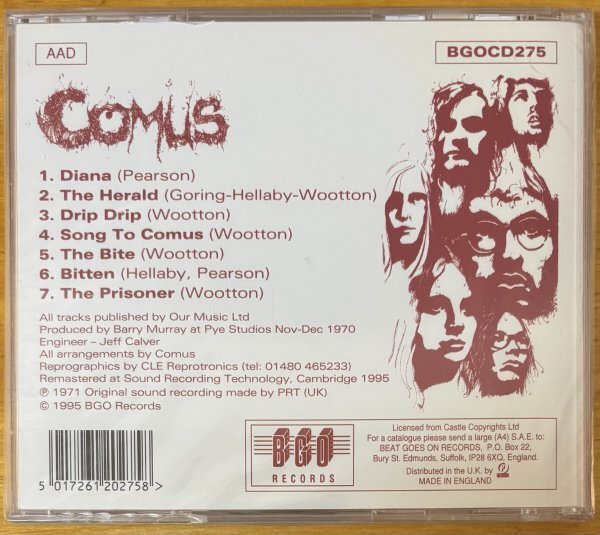 AAD
BGOCD275
COMUS
1. Diana (Pearson)
2. The Herald (Goring-Hellaby-Wootton)
3. Drip Drip (Wootton)
4. Song To Comus (Wootton)
5. The Bite (Wootton)
6. Bitten (Hellaby, Pearson)
7. The Prisoner (Wootton)
All tracks published by Our Music Ltd
Produced by Barry Murray at Pye Studios Nov-Dec 1970
Engineer – Jeff Calver
All arrangements by Comus
Reprographics by CLE Reprotronics (tel: 01480 465233)
Remastered at Sound Recording Technology, Cambridge 1995
℗ 1971 Original sound recording made by PRT (UK)
© 1995 BGO Records
5 017261 202758 >
BGO
RECORDS
Licensed from Castle Copyrights Ltd
For a catalogue please send a large (A4) S.A.E. to:
BEAT GOES ON RECORDS, P.O. Box 22,
Bury St. Edmunds, Suffolk, IP28 6XQ, England.
Distributed in the U.K. by
MADE IN ENGLAND